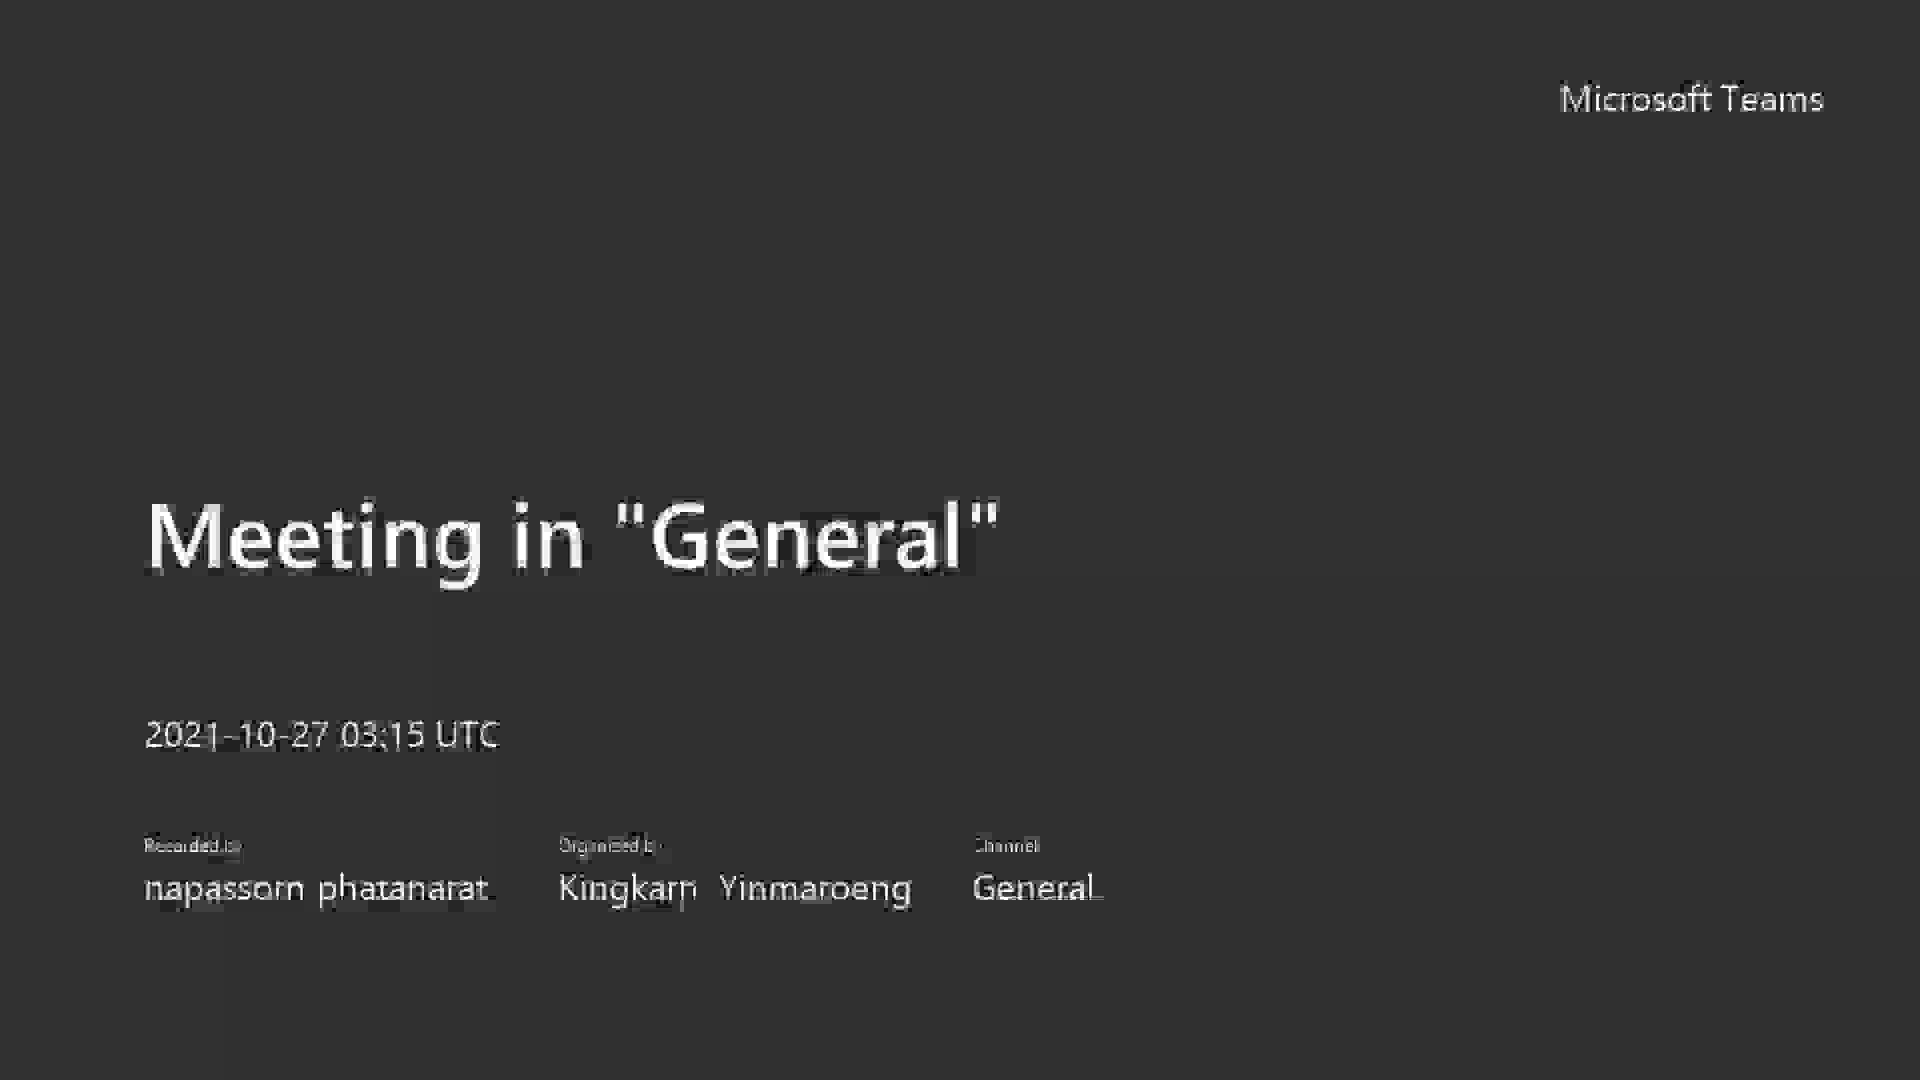 Microsoft Teams
Meeting in "General"
2021-10-27 03:15 UTC
Recorded by
napassorn phatanarat
Organized by
Kingkarn Yinmaroeng
Channel
General